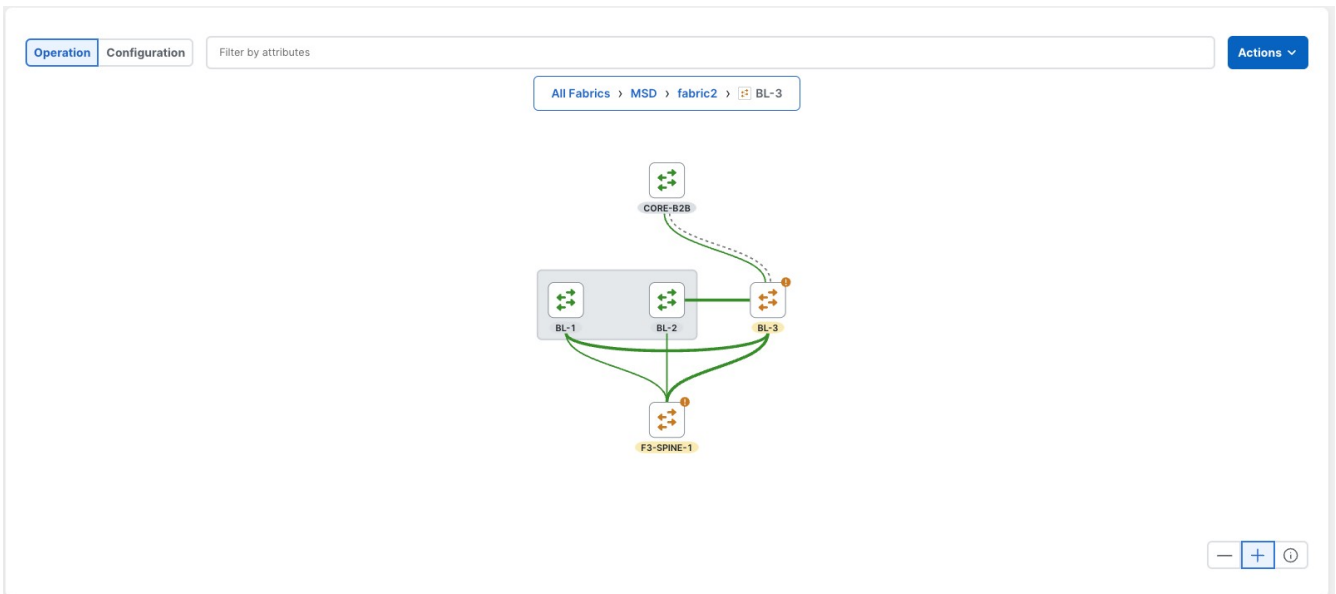 Operation Configuration Filter by attributes Actions
All Fabrics › MSD › fabric2 › BL-3
CORE-B2B
BL-1 BL-2 BL-3
F3-SPINE-1